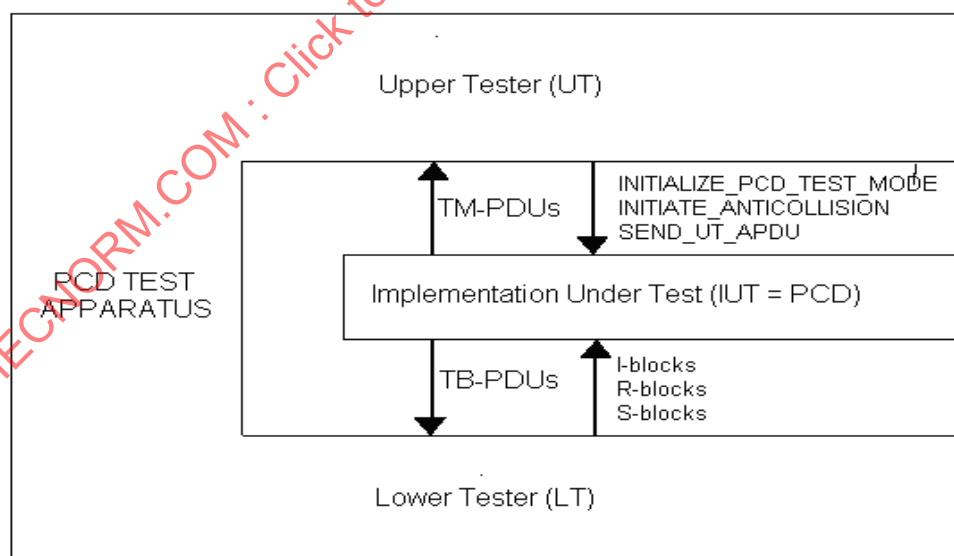 ECNORM.COM : Click to
Upper Tester (UT)
TM-PDUs
INITIALIZE_PCD_TEST_MODE
INITIATE_ANTICOLLISION
SEND_UT_APDU
PCD TEST
APPARATUS
Implementation Under Test (IUT = PCD)
TB-PDUs
I-blocks
R-blocks
S-blocks
Lower Tester (LT)